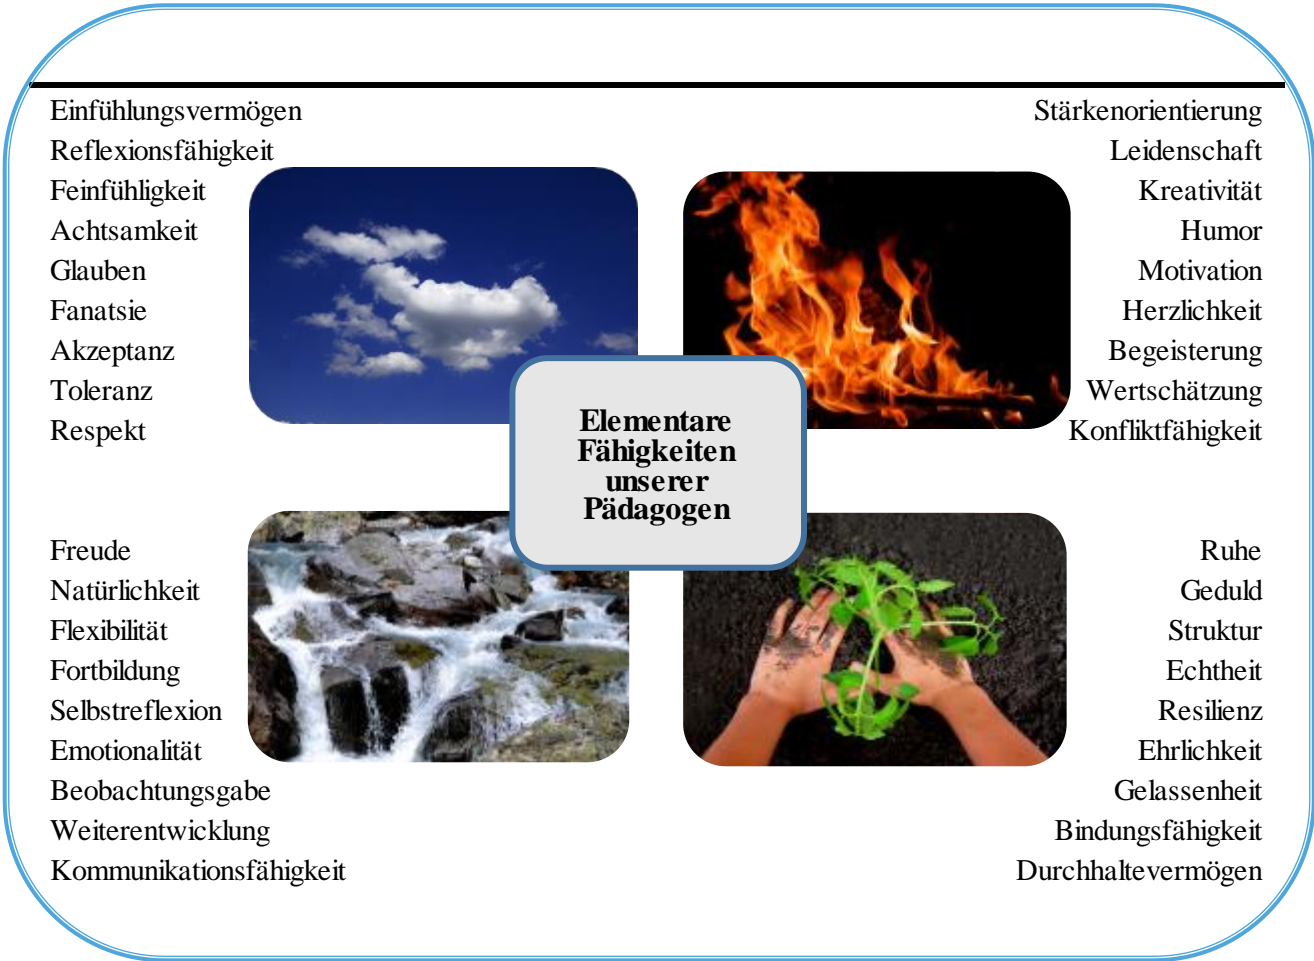 Einfühlungsvermögen
Reflexionsfähigkeit
Feinfühligkeit
Achtsamkeit
Glauben
Fanatsie
Akzeptanz
Toleranz
Respekt
Stärkenorientierung
Leidenschaft
Kreativität
Humor
Motivation
Herzlichkeit
Begeisterung
Wertschätzung
Konfliktfähigkeit
Elementare
Fähigkeiten
unserer
Pädagogen
Freude
Natürlichkeit
Flexibilität
Fortbildung
Selbstreflexion
Emotionalität
Beobachtungsgabe
Weiterentwicklung
Kommunikationsfähigkeit
Ruhe
Geduld
Struktur
Echtheit
Resilienz
Ehrlichkeit
Gelassenheit
Bindungsfähigkeit
Durchhaltevermögen